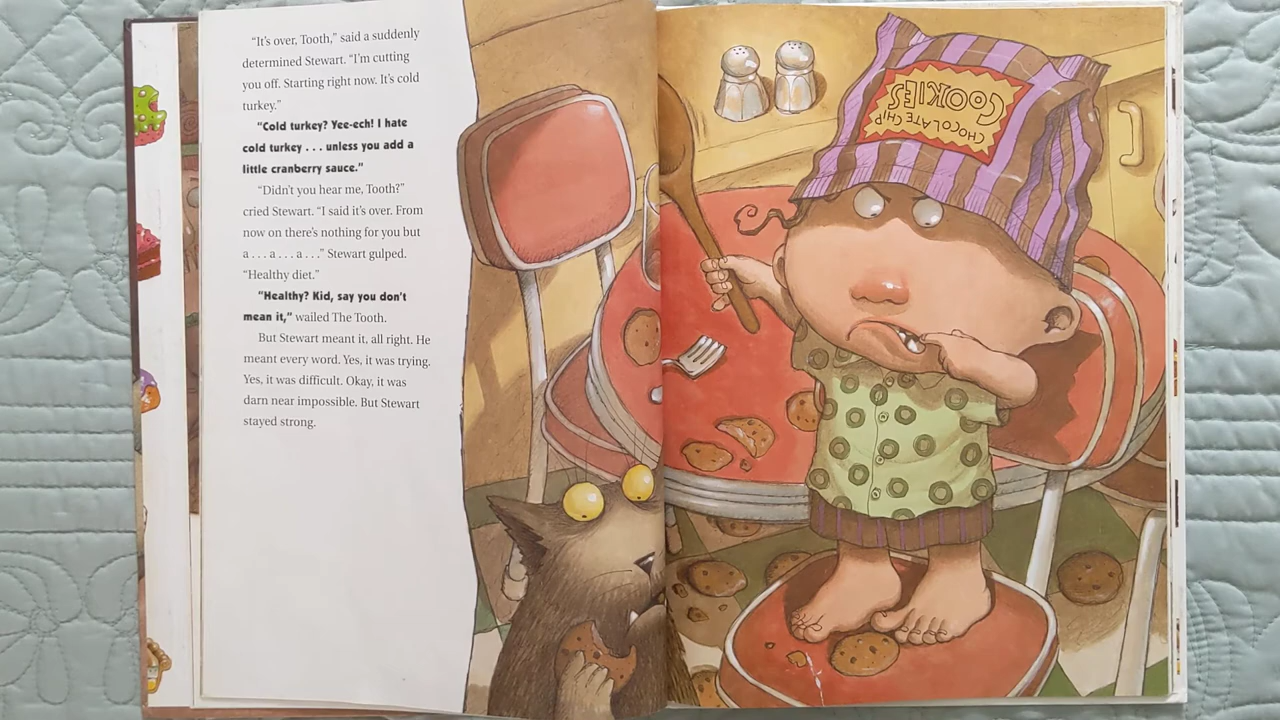 "It's over, Tooth," said a suddenly
determined Stewart. "I'm cutting
you off. Starting right now. It's cold
turkey."
"Cold turkey? Yee-ech! I hate
cold turkey . . . unless you add a
little cranberry sauce."
"Didn't you hear me, Tooth?"
cried Stewart. "I said it's over. From
now on there's nothing for you but
a . . . a . . . a . . ." Stewart gulped.
"Healthy diet."
"Healthy? Kid, say you don't
mean it," wailed The Tooth.
But Stewart meant it, all right. He
meant every word. Yes, it was trying.
Yes, it was difficult. Okay, it was
darn near impossible. But Stewart
stayed strong.
CHOCOLATE CHIP
COOKIES